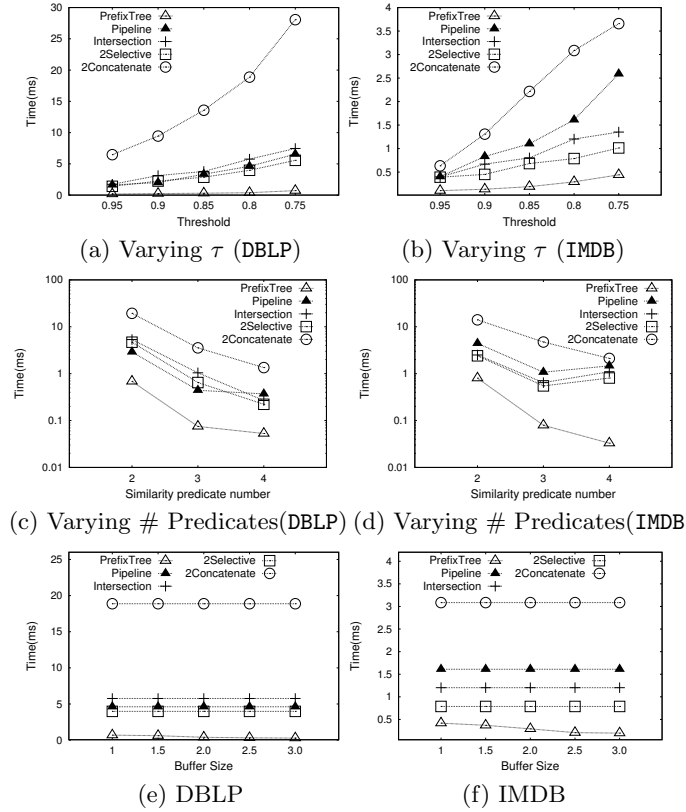 30
25
20
15
10
5
0
Time(ms)
PrefixTree
Pipeline
Intersection
2Selective
2Concatenate
0.95 0.9 0.85 0.8 0.75
Threshold
(a) Varying τ (DBLP)
4
3.5
3
2.5
2
1.5
1
0.5
Time(ms)
PrefixTree
Pipeline
Intersection
2Selective
2Concatenate
0.95 0.9 0.85 0.8 0.75
Threshold
(b) Varying τ (IMDB)
100
10
1
0.1
0.01
Time(ms)
PrefixTree
Pipeline
Intersection
2Selective
2Concatenate
2 3 4
Similarity predicate number
(c) Varying # Predicates(DBLP)
100
10
1
0.1
0.01
Time(ms)
PrefixTree
Pipeline
Intersection
2Selective
2Concatenate
2 3 4
Similarity predicate number
(d) Varying # Predicates(IMDB
25
20
15
10
5
0
Time(ms)
PrefixTree
Pipeline
Intersection
2Selective
2Concatenate
1 1.5 2.0 2.5 3.0
Buffer Size
(e) DBLP
4
3.5
3
2.5
2
1.5
1
0.5
Time(ms)
PrefixTree
Pipeline
Intersection
2Selective
2Concatenate
1 1.5 2.0 2.5 3.0
Buffer Size
(f) IMDB